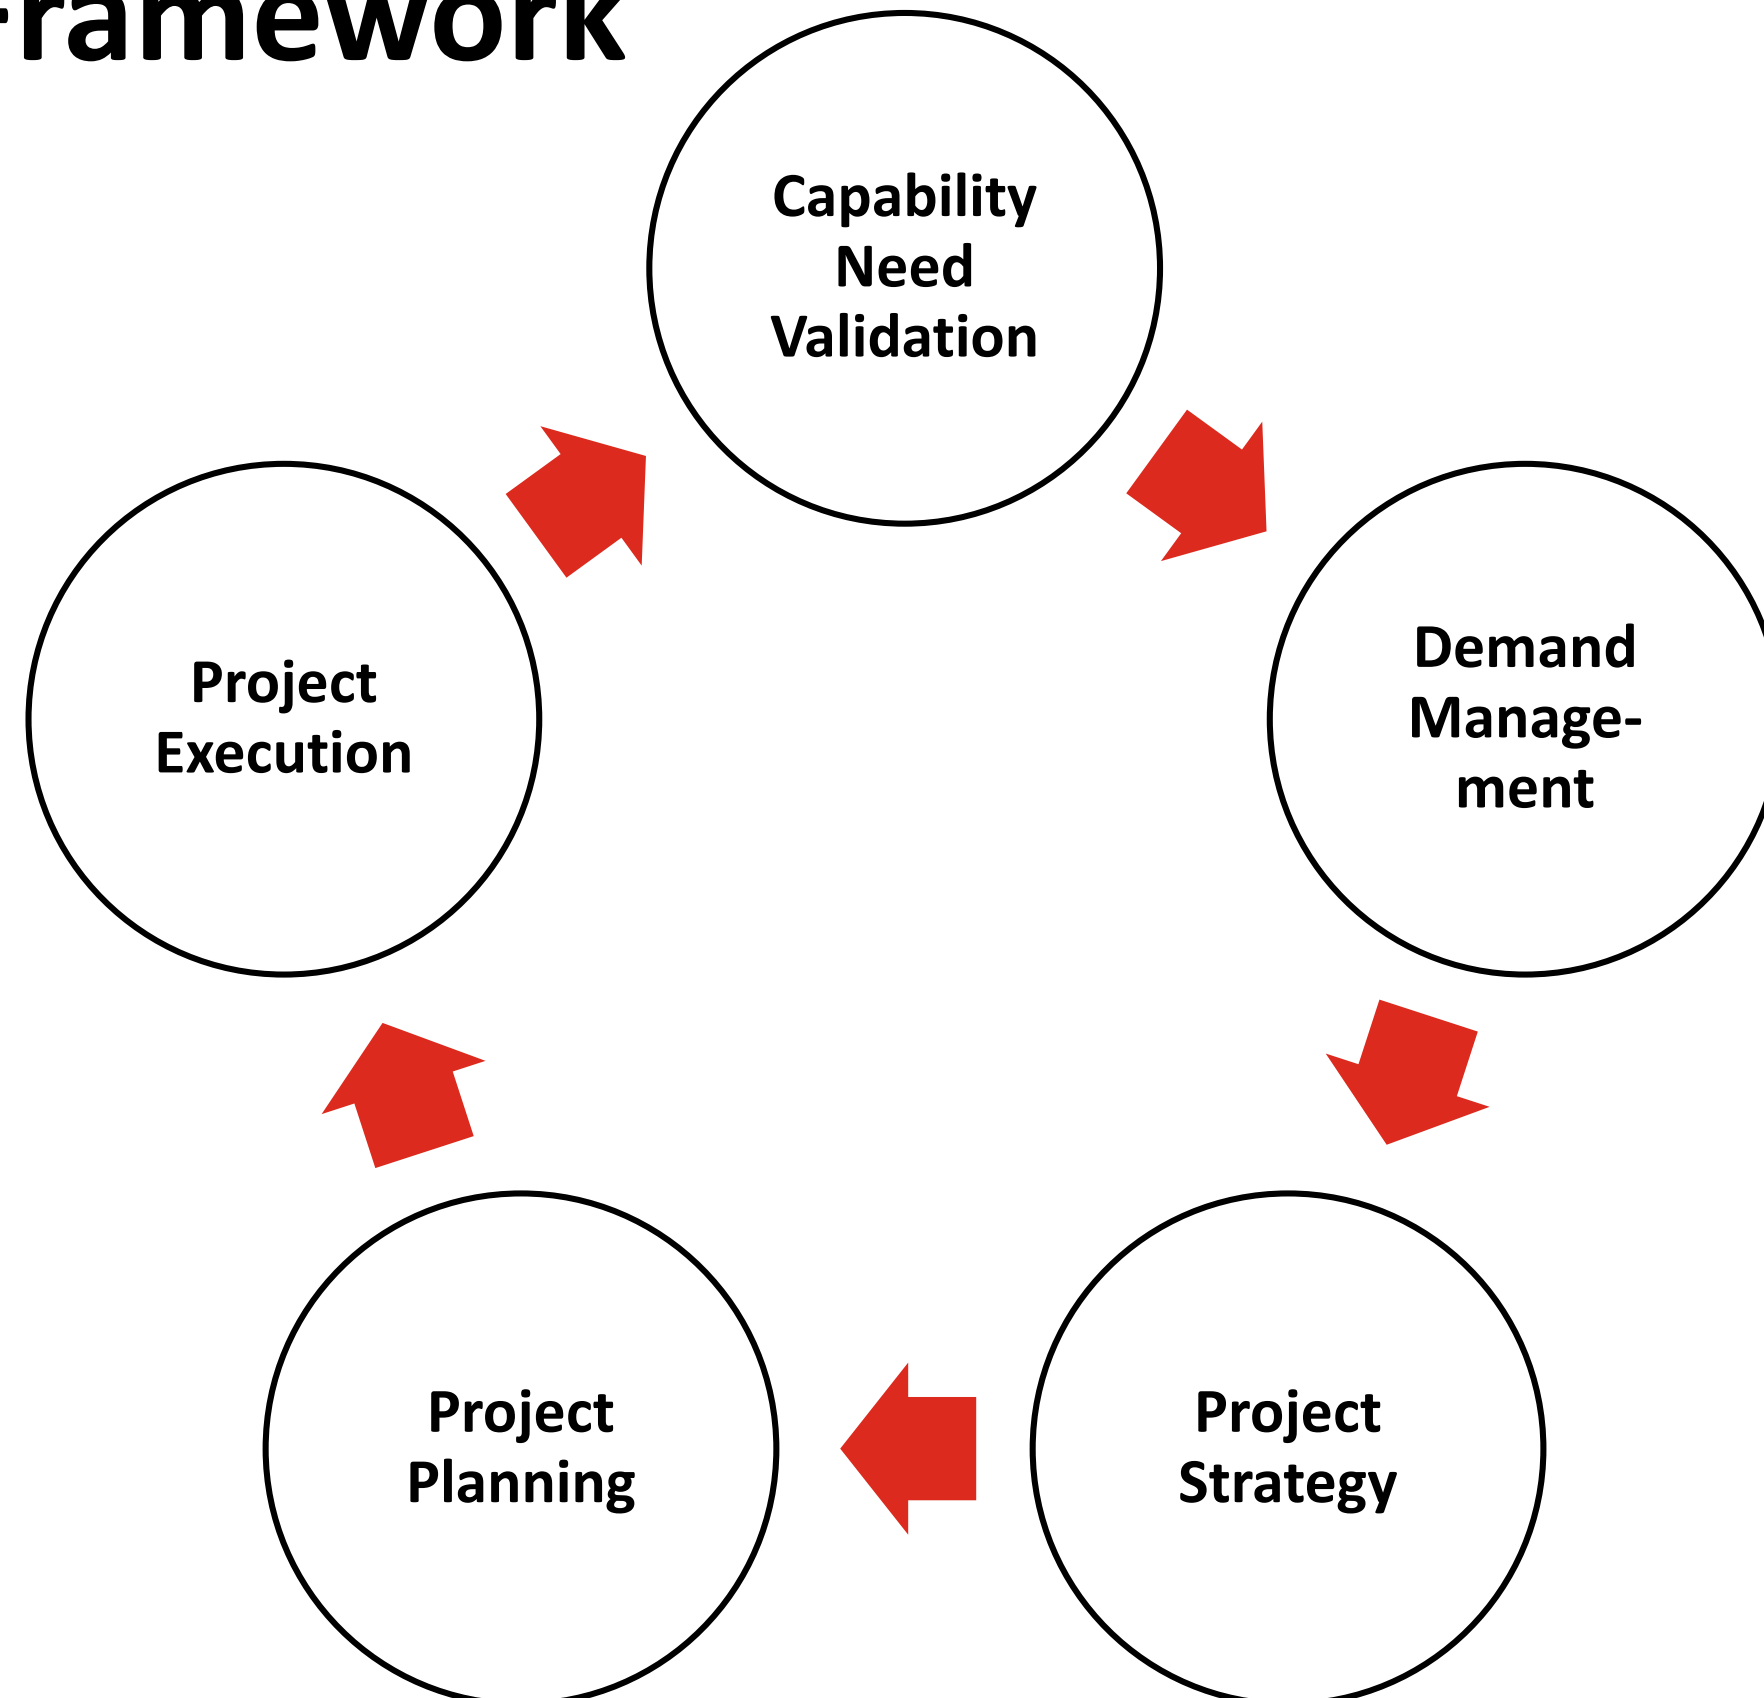 Framework
Capability
Need
Validation
Demand
Manage-
ment
Project
Strategy
Project
Planning
Project
Execution